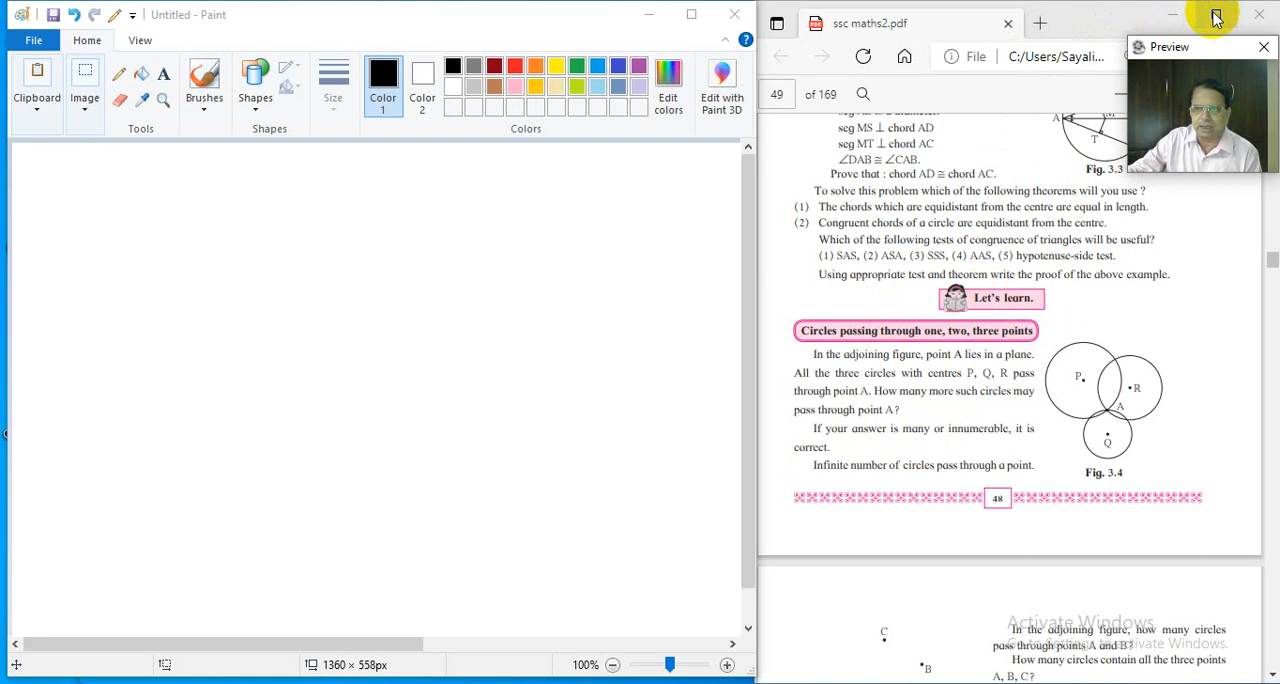 Untitled - Paint
File
Home
View
Clipboard
Image
Tools
Brushes
Shapes
Shapes
Size
Color 1
Color 2
Colors
Edit colors
Edit with Paint 3D
1360 × 558px
100%
ssc maths2.pdf
File
C:/Users/Sayali...
49 of 169
Preview
seg MS ⊥ chord AD
seg MT ⊥ chord AC
∠DAB ≅ ∠CAB.
Prove that : chord AD ≅ chord AC.
A
T
Fig. 3.3
To solve this problem which of the following theorems will you use ?
(1) The chords which are equidistant from the centre are equal in length.
(2) Congruent chords of a circle are equidistant from the centre.
Which of the following tests of congruence of triangles will be useful?
(1) SAS, (2) ASA, (3) SSS, (4) AAS, (5) hypotenuse-side test.
Using appropriate test and theorem write the proof of the above example.
Let's learn.
Circles passing through one, two, three points
In the adjoining figure, point A lies in a plane.
All the three circles with centres P, Q, R pass
through point A. How many more such circles may
pass through point A?
If your answer is many or innumerable, it is
correct.
Infinite number of circles pass through a point.
P
R
A
Q
Fig. 3.4
48
C
B
In the adjoining figure, how many circles
pass through points A and B?
How many circles contain all the three points
A, B, C?
Activate Windows
Go to Settings to activate Windows.